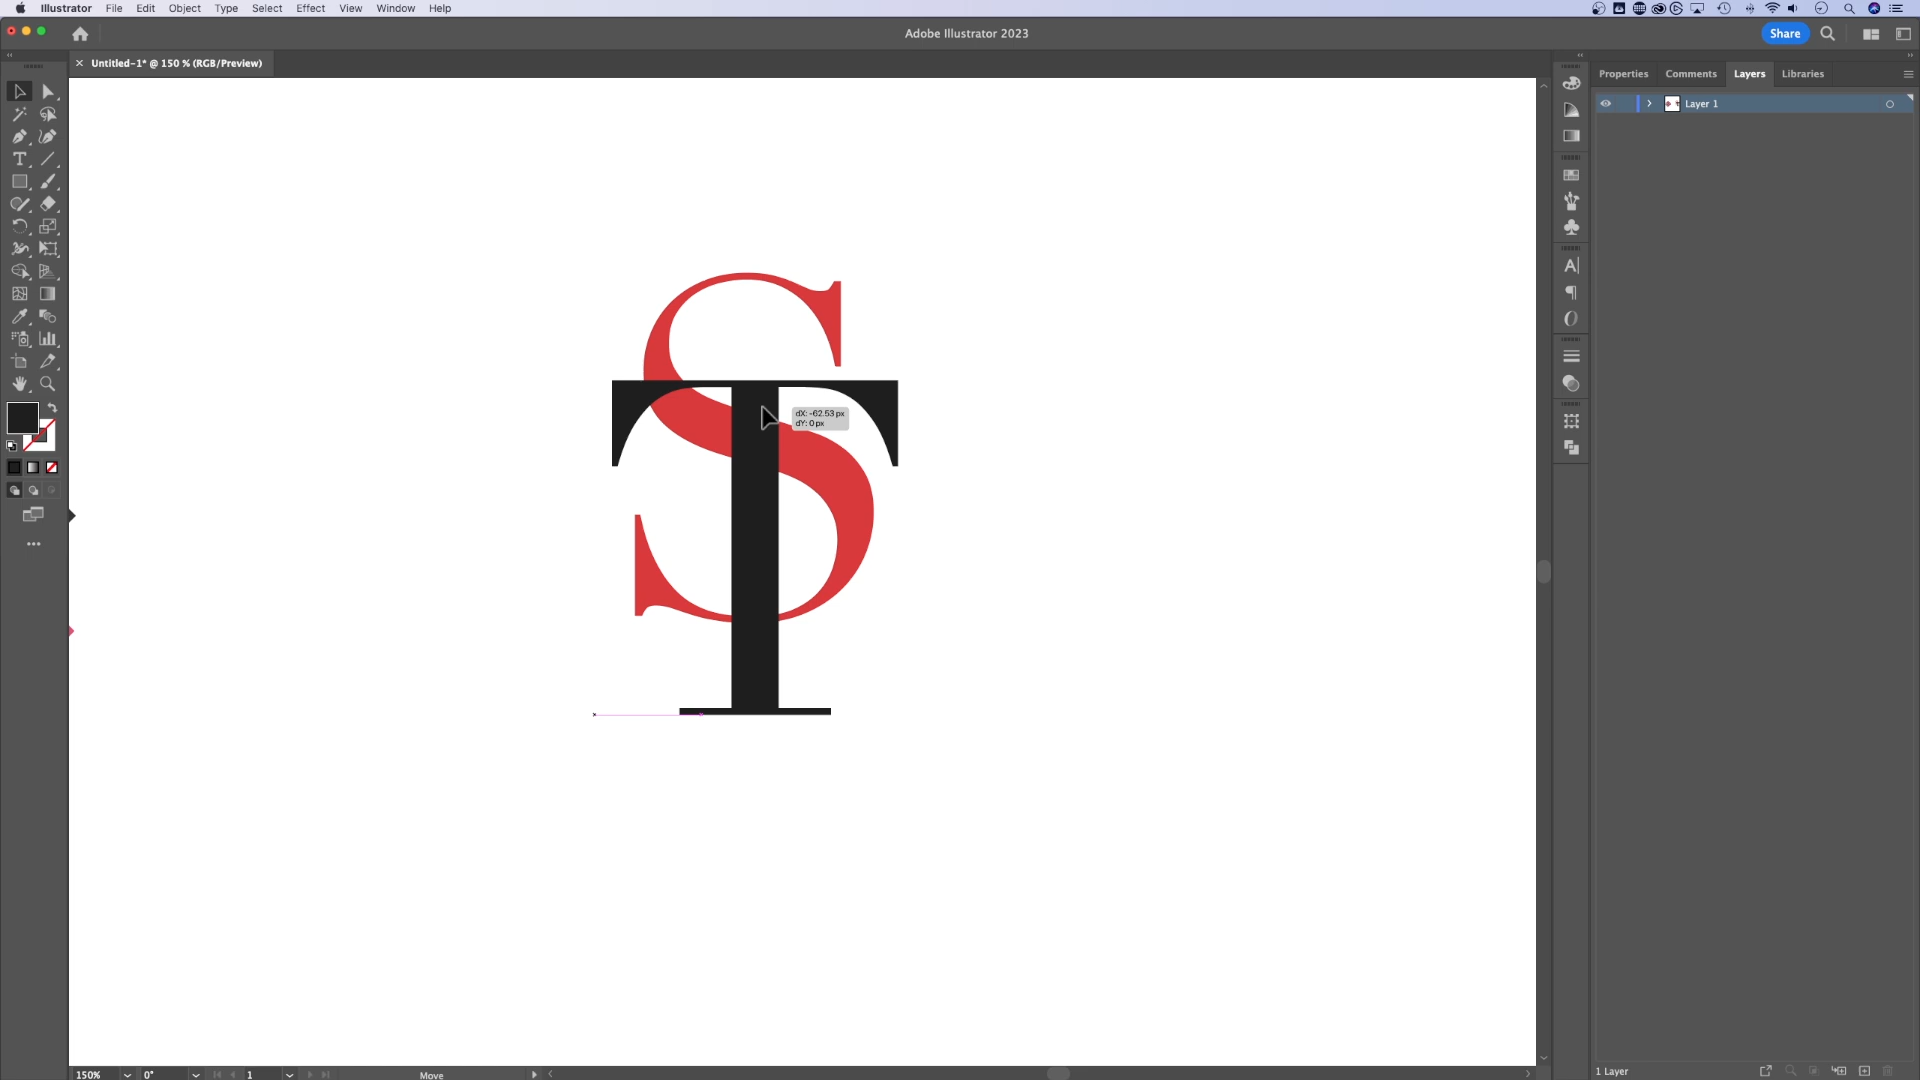 Illustrator File Edit Object Type Select Effect View Window Help
Adobe Illustrator 2023
Share
Untitled-1* @ 150 % (RGB/Preview)
Properties Comments Layers Libraries
Layer 1
S
T
dX: -62.53 px
dY: 0 px
150% 0° 1 Move
1 Layer